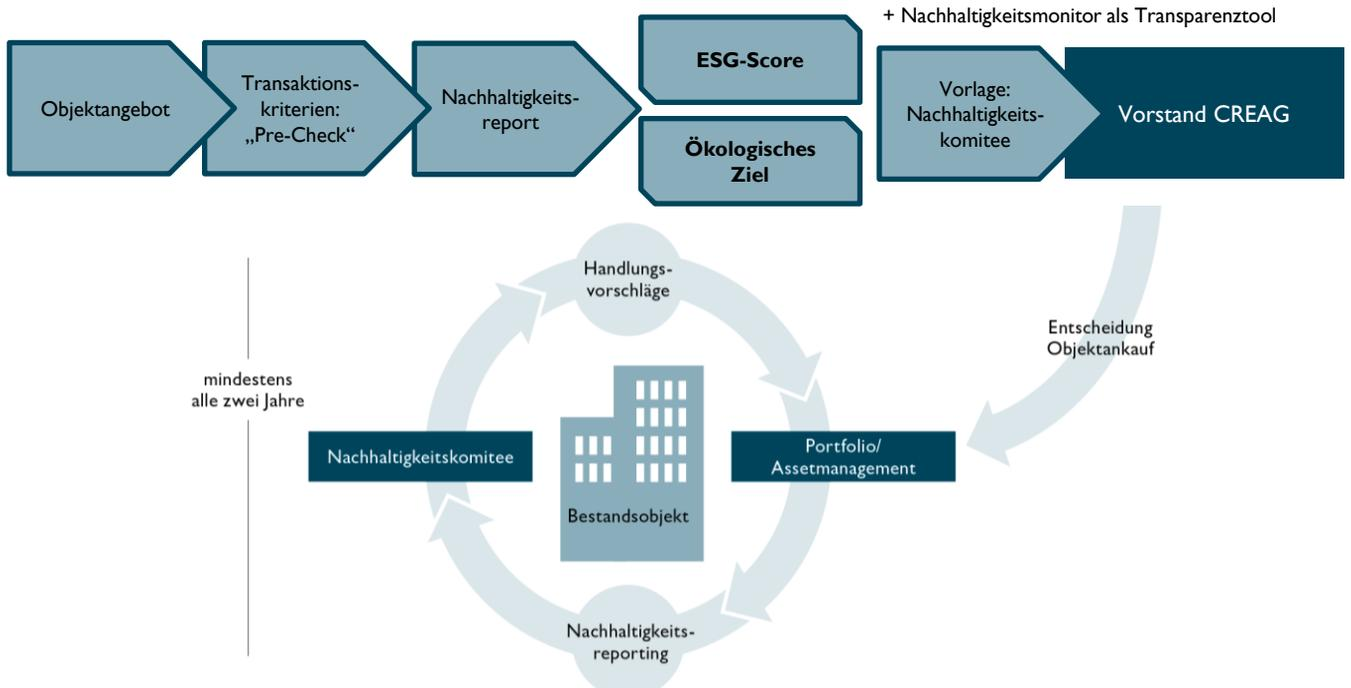 + Nachhaltigkeitsmonitor als Transparenztool
Objektangebot
Transaktions-
kriterien:
„Pre-Check“
Nachhaltigkeits-
report
ESG-Score
Ökologisches
Ziel
Vorlage:
Nachhaltigkeits-
komitee
Vorstand CREAG
Entscheidung
Objektankauf
mindestens
alle zwei Jahre
Handlungs-
vorschläge
Nachhaltigkeitskomitee
Portfolio/
Assetmanagement
Bestandsobjekt
Nachhaltigkeits-
reporting